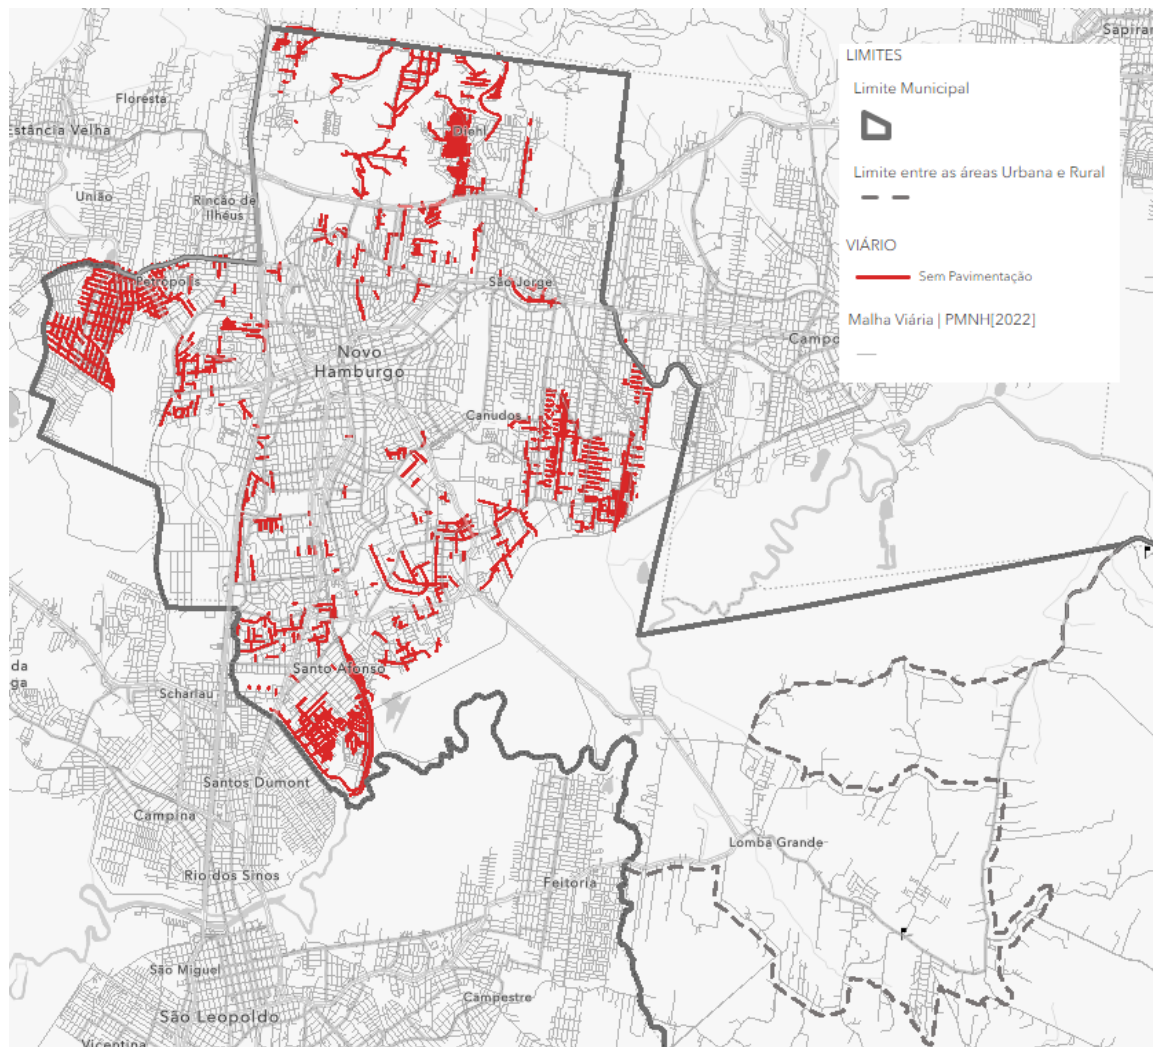 Sapiran
LIMITES
Limite Municipal
Limite entre as áreas Urbana e Rural
VIÁRIO
Sem Pavimentação
Malha Viária | PMNH[2022]
Floresta
Estância Velha
Diehl
União
Rincão de
Ilhéus
Petrópolis
São Jorge
Campo
Novo
Hamburgo
Canudos
Santo Afonso
da
ga
Scharlau
Santos Dumont
Campina
Lomba Grande
Rio dos Sinos
Feitoria
São Miguel
Campestre
São Leopoldo
Vicentina